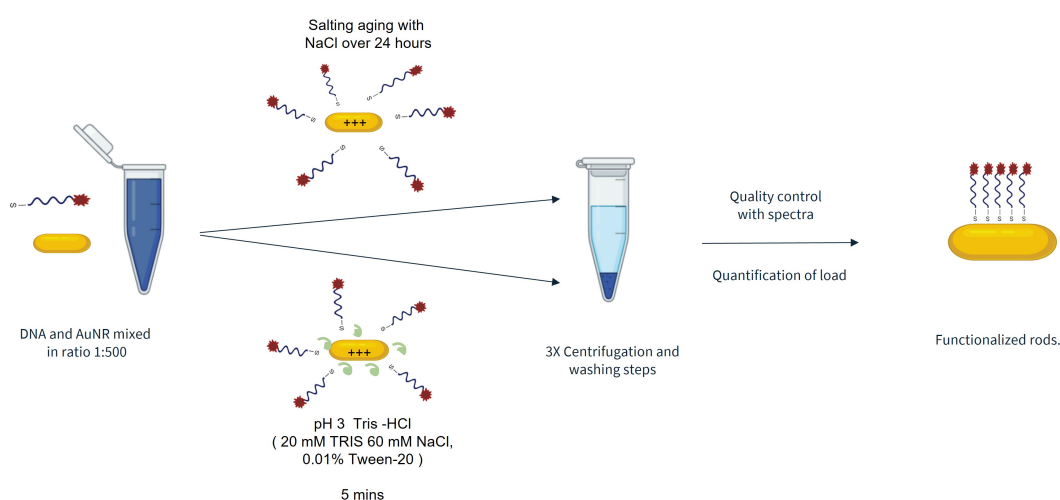 Salting aging with
NaCl over 24 hours
S
S
S
S
S
S
+++
S
DNA and AuNR mixed
in ratio 1:500
S
S
S
S
S
+++
pH 3 Tris -HCl
( 20 mM TRIS 60 mM NaCl,
0.01% Tween-20 )
5 mins
3X Centrifugation and
washing steps
Quality control
with spectra
Quantification of load
S
S
S
S
S
Functionalized rods.